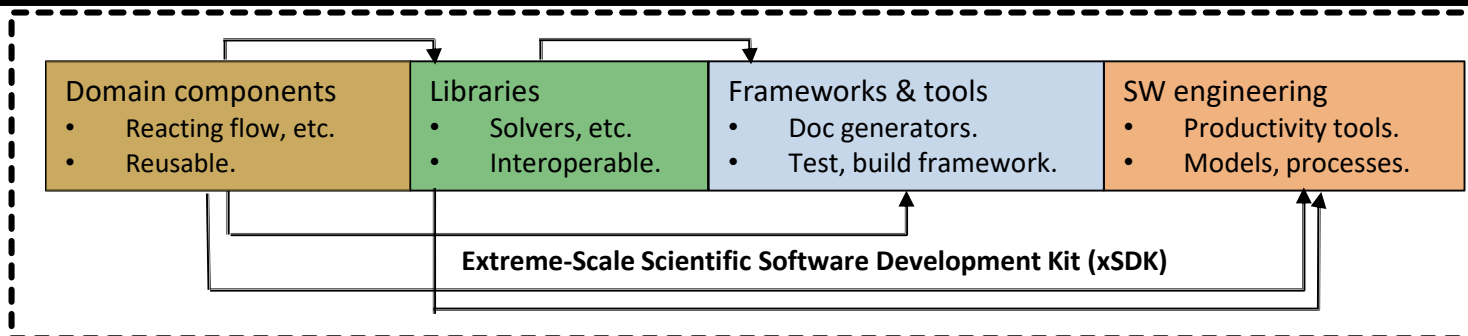 Domain components
• Reacting flow, etc.
• Reusable.
Libraries
• Solvers, etc.
• Interoperable.
Frameworks & tools
• Doc generators.
• Test, build framework.
SW engineering
• Productivity tools.
• Models, processes.
Extreme-Scale Scientific Software Development Kit (xSDK)